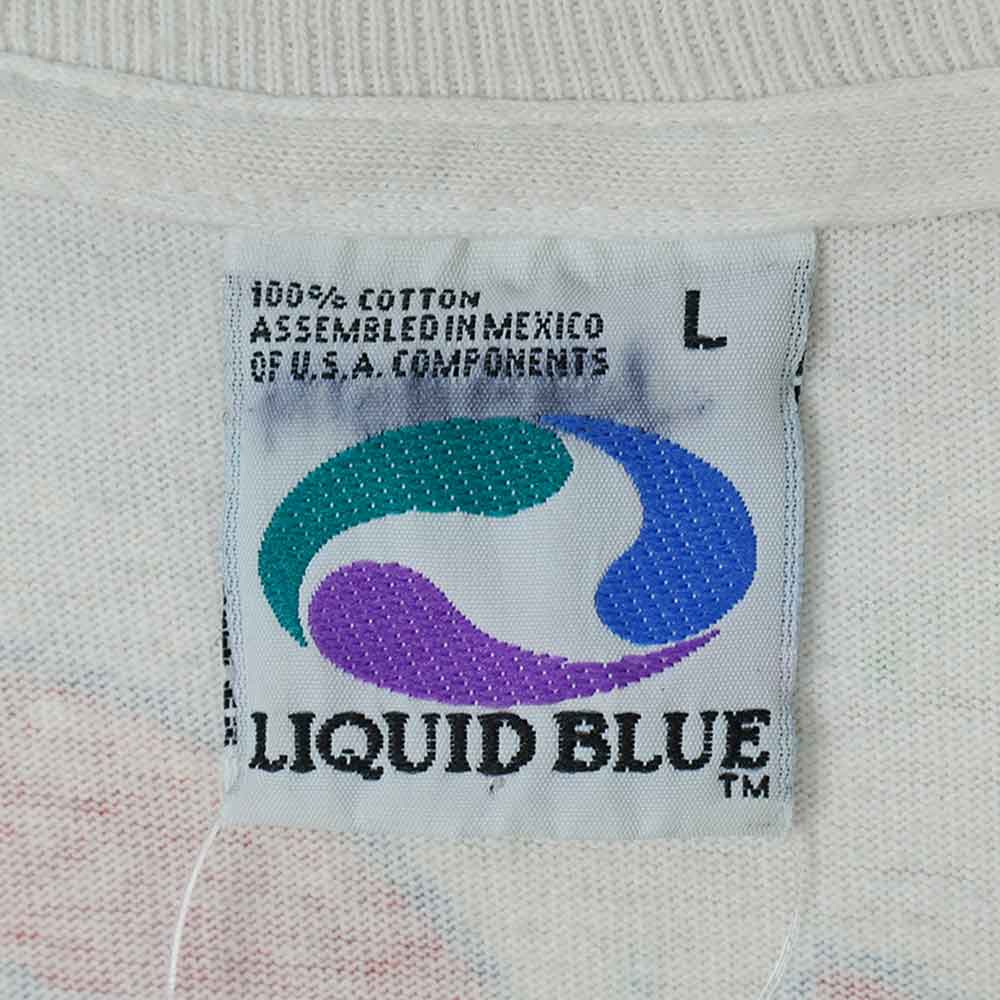 100% COTTON
ASSEMBLED IN MEXICO
OF U.S.A. COMPONENTS
L
LIQUID BLUE
TM